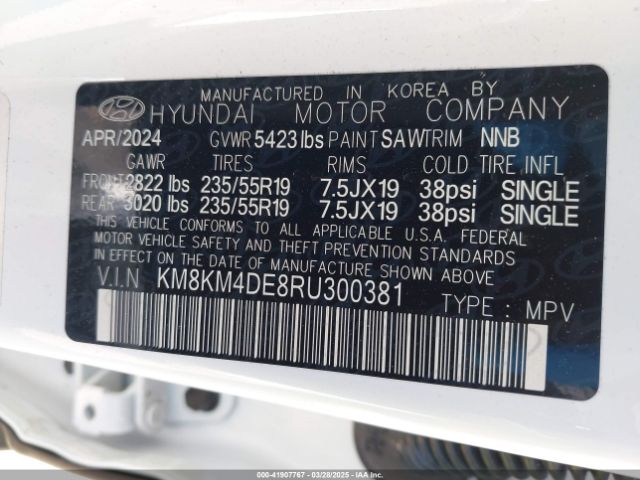 MANUFACTURED IN KOREA BY
HYUNDAI MOTOR COMPANY
APR/2024 GVWR 5423 lbs PAINT SAW TRIM NNB
GAWR TIRES RIMS COLD TIRE INFL
FRONT 2822 lbs 235/55R19 7.5JX19 38psi SINGLE
REAR 3020 lbs 235/55R19 7.5JX19 38psi SINGLE
THIS VEHICLE CONFORMS TO ALL APPLICABLE U.S.A. FEDERAL
MOTOR VEHICLE SAFETY AND THEFT PREVENTION STANDARDS
IN EFFECT ON THE DATE OF MANUFACTURE SHOWN ABOVE.
V.I.N KM8KM4DE8RU300381 TYPE : MPV
000-41907767 03/28/2025 - COPYRIGHT IAA